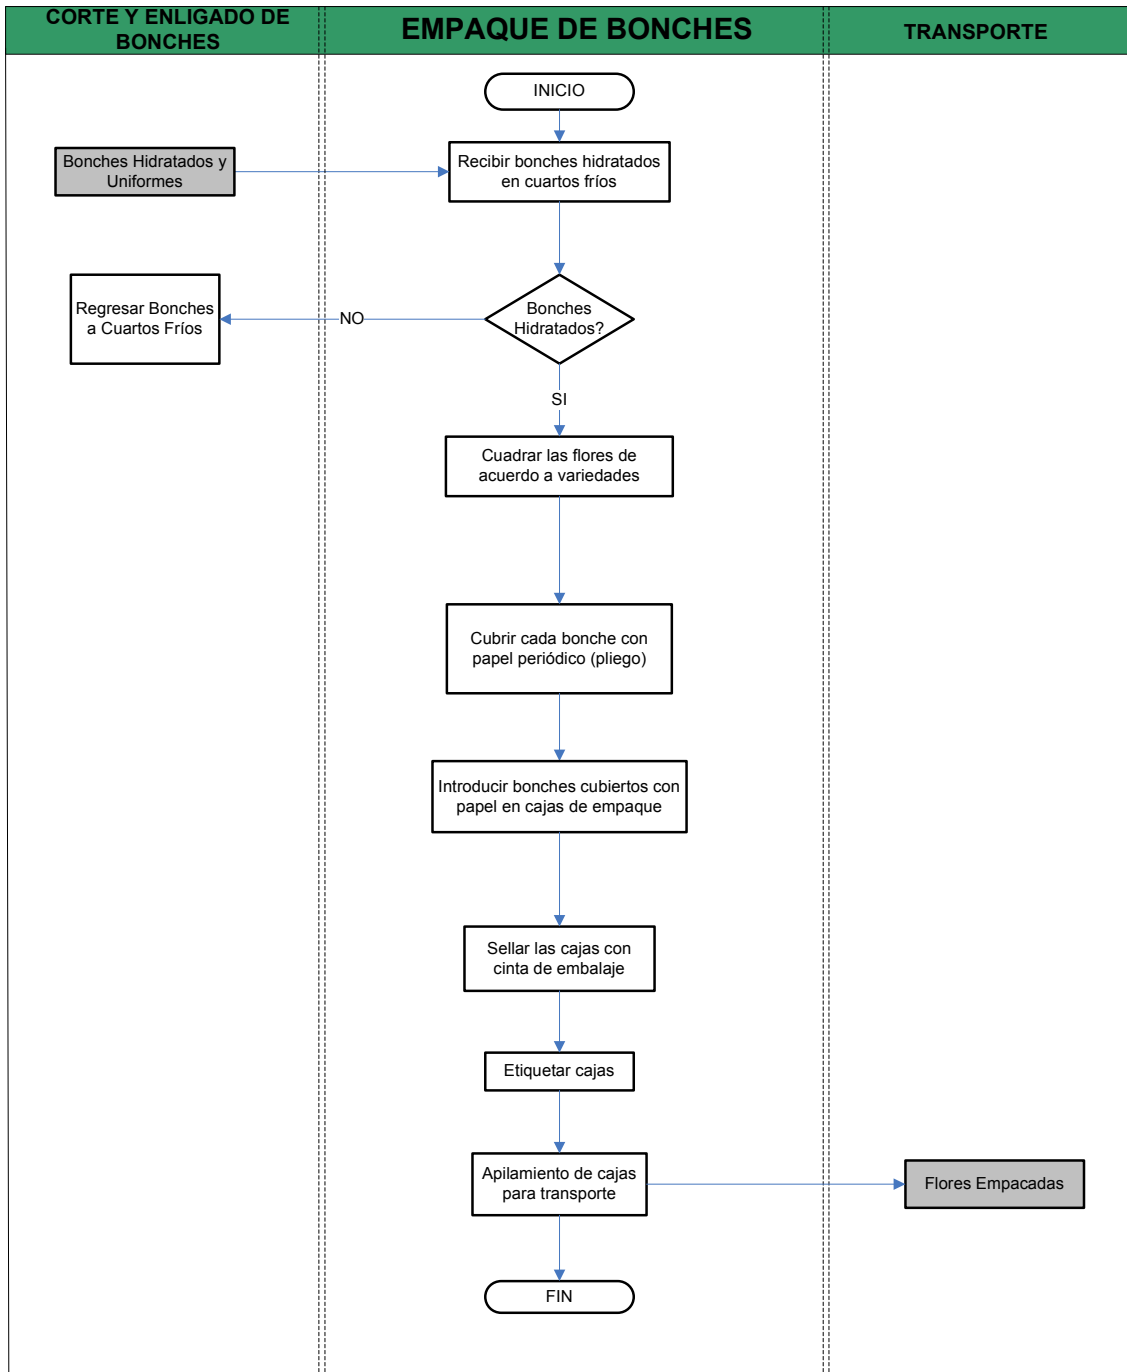 CORTE Y ENLIGADO DE
BONCHES
EMPAQUE DE BONCHES
TRANSPORTE
INICIO
Bonches Hidratados y
Uniformes
Recibir bonches hidratados
en cuartos fríos
Regresar Bonches
a Cuartos Fríos
NO
Bonches
Hidratados?
SI
Cuadrar las flores de
acuerdo a variedades
Cubrir cada bonche con
papel periódico (pliego)
Introducir bonches cubiertos con
papel en cajas de empaque
Sellar las cajas con
cinta de embalaje
Etiquetar cajas
Apilamiento de cajas
para transporte
Flores Empacadas
FIN